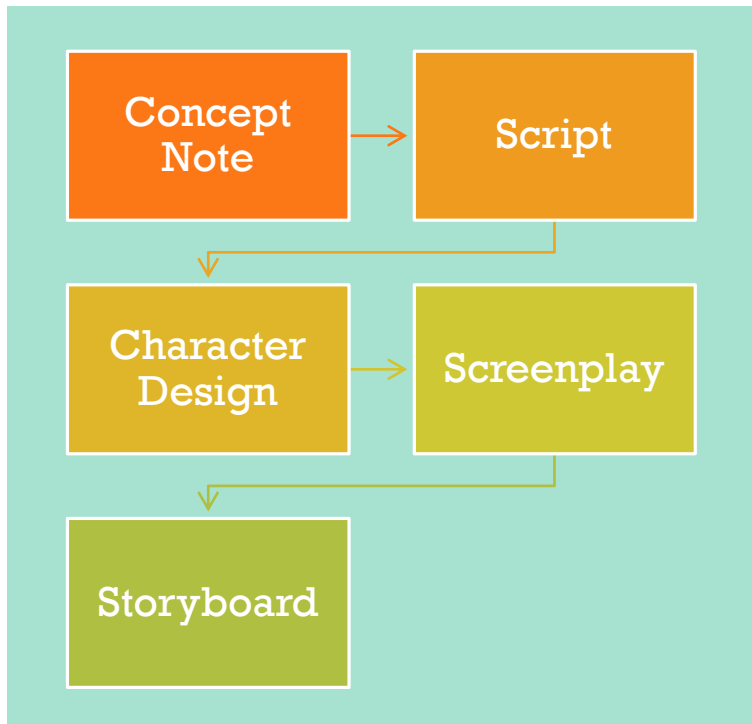 Concept
Note
Script
Character
Design
Screenplay
Storyboard